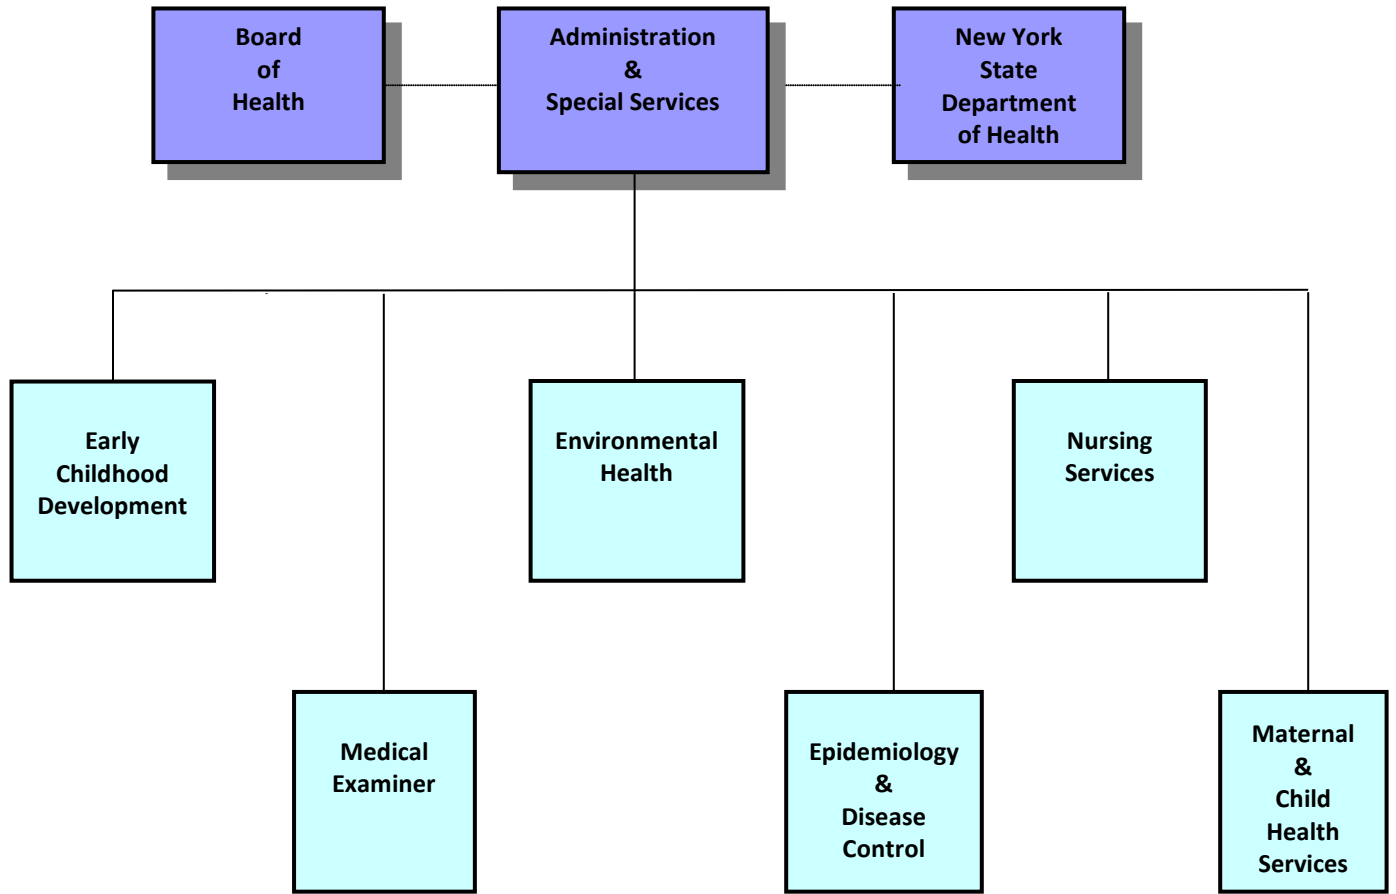 Board
of
Health
Administration
&
Special Services
New York
State
Department
of Health
Early
Childhood
Development
Environmental
Health
Nursing
Services
Medical
Examiner
Epidemiology
&
Disease
Control
Maternal
&
Child
Health
Services